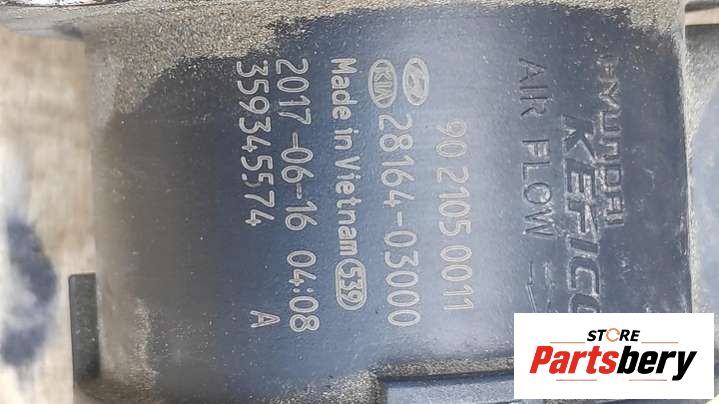 HYUNDAI
KEFICO
AIR FLOW
90 2105 0011
KIA 28164-03000
Made in Vietnam 539
2017-06-16 04:08
359345574 A
STORE
Partsbery